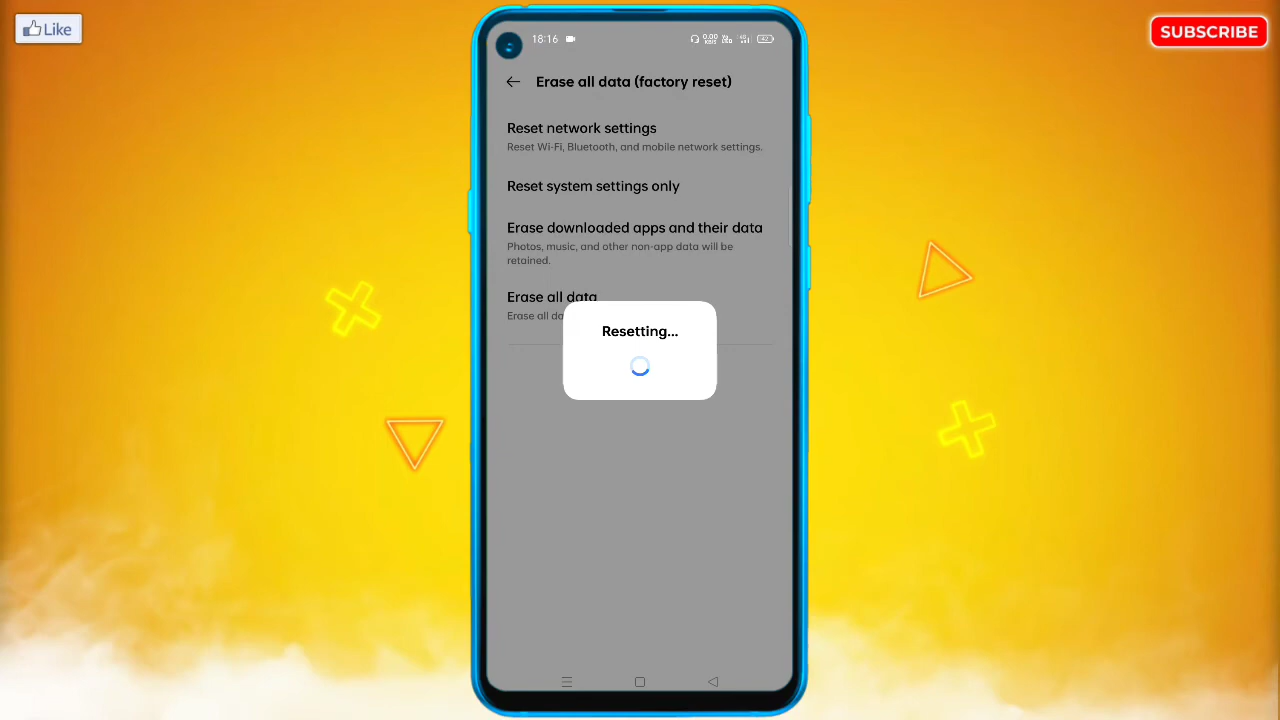 Like
SUBSCRIBE
18:16
Erase all data (factory reset)
Reset network settings
Reset Wi-Fi, Bluetooth, and mobile network settings.
Reset system settings only
Erase downloaded apps and their data
Photos, music, and other non-app data will be
retained.
Erase all data
Erase all
Resetting...